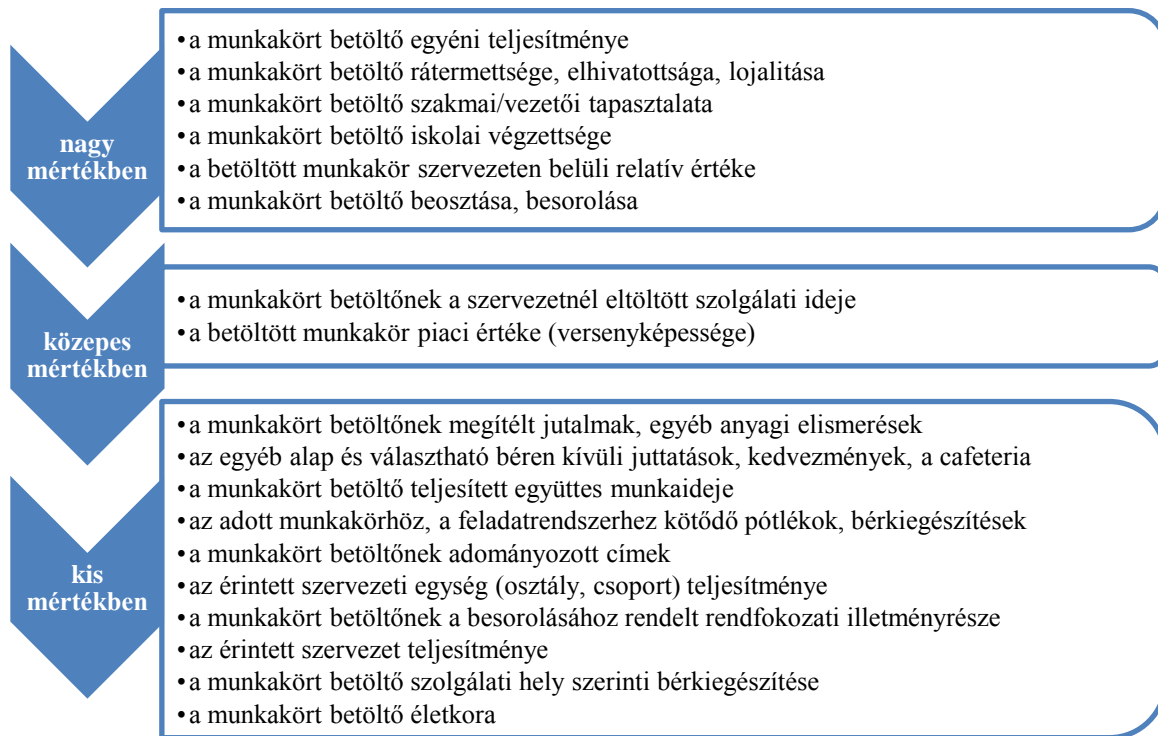 nagy
mértékben
•a munkakört betöltő egyéni teljesítménye
•a munkakört betöltő rátermettsége, elhivatottsága, lojalitása
•a munkakört betöltő szakmai/vezetői tapasztalata
•a munkakört betöltő iskolai végzettsége
•a betöltött munkakör szervezeten belüli relatív értéke
•a munkakört betöltő beosztása, besorolása
közepes
mértékben
•a munkakört betöltőnek a szervezetnél eltöltött szolgálati ideje
•a betöltött munkakör piaci értéke (versenyképessége)
kis
mértékben
•a munkakört betöltőnek megítélt jutalmak, egyéb anyagi elismerések
•az egyéb alap és választható béren kívüli juttatások, kedvezmények, a cafeteria
•a munkakört betöltő teljesített együttes munkaideje
•az adott munkakörhöz, a feladatrendszerhez kötődő pótlékok, bérkiegészítések
•a munkakört betöltőnek adományozott címek
•az érintett szervezeti egység (osztály, csoport) teljesítménye
•a munkakört betöltőnek a besorolásához rendelt rendfokozati illetményrésze
•az érintett szervezet teljesítménye
•a munkakört betöltő szolgálati hely szerinti bérkiegészítése
•a munkakört betöltő életkora